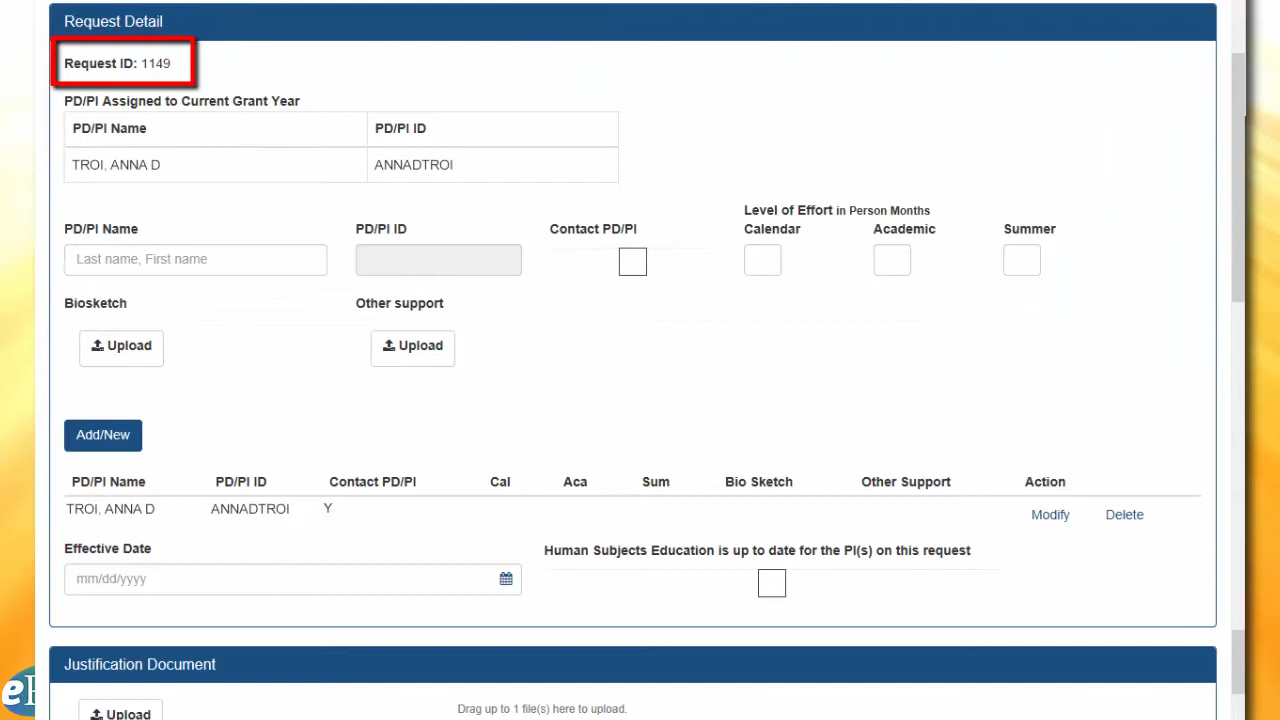 Request Detail
Request ID: 1149
PD/PI Assigned to Current Grant Year
PD/PI Name PD/PI ID
TROI, ANNA D ANNADTROI
Level of Effort in Person Months
PD/PI Name PD/PI ID Contact PD/PI Calendar Academic Summer
Last name, First name
Biosketch Other support
Upload Upload
Add/New
PD/PI Name PD/PI ID Contact PD/PI Cal Aca Sum Bio Sketch Other Support Action
TROI, ANNA D ANNADTROI Y Modify Delete
Effective Date Human Subjects Education is up to date for the PI(s) on this request
mm/dd/yyyy
Justification Document
Upload Drag up to 1 file(s) here to upload.